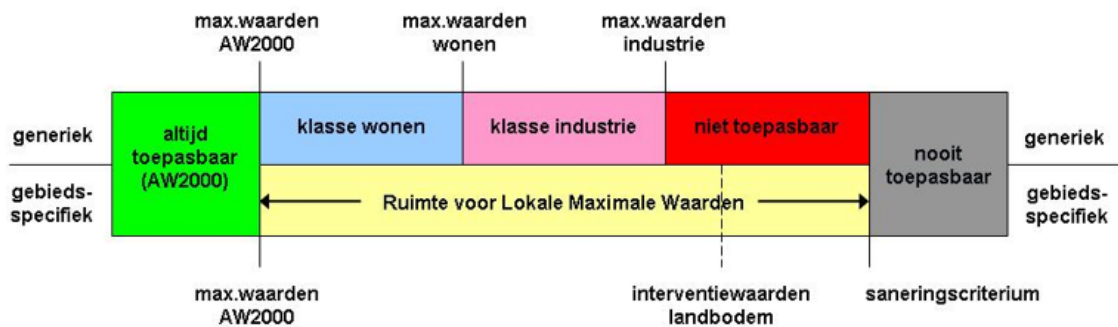 max.waarden
AW2000
max.waarden
wonen
max.waarden
industrie
generiek
altijd
toepasbaar
(AW2000)
klasse wonen
klasse industrie
niet toepasbaar
nooit
toepasbaar
generiek
gebieds-
specifiek
Ruimte voor Lokale Maximale Waarden
gebieds-
specifiek
max.waarden
AW2000
interventiewaarden
landbodem
saneringscriterium